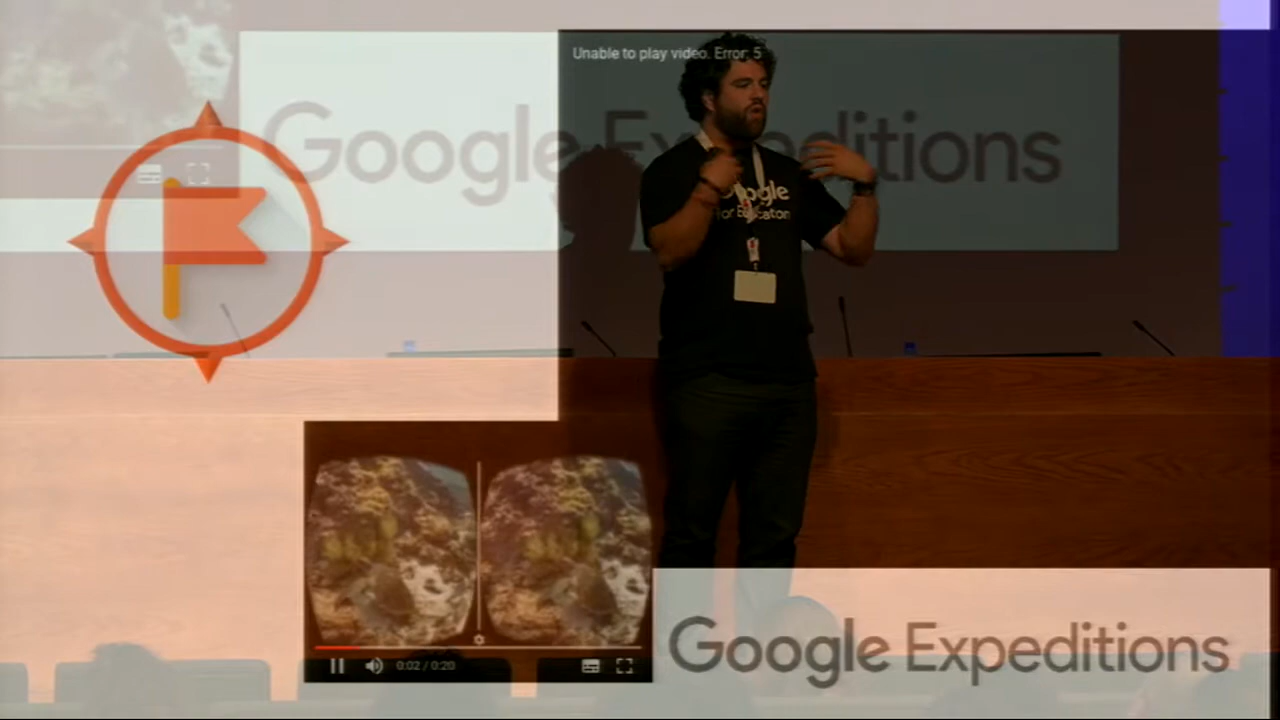 Unable to play video. Error: 5
Google Expeditions
Google
for Education
0:02 / 0:20
Google Expeditions